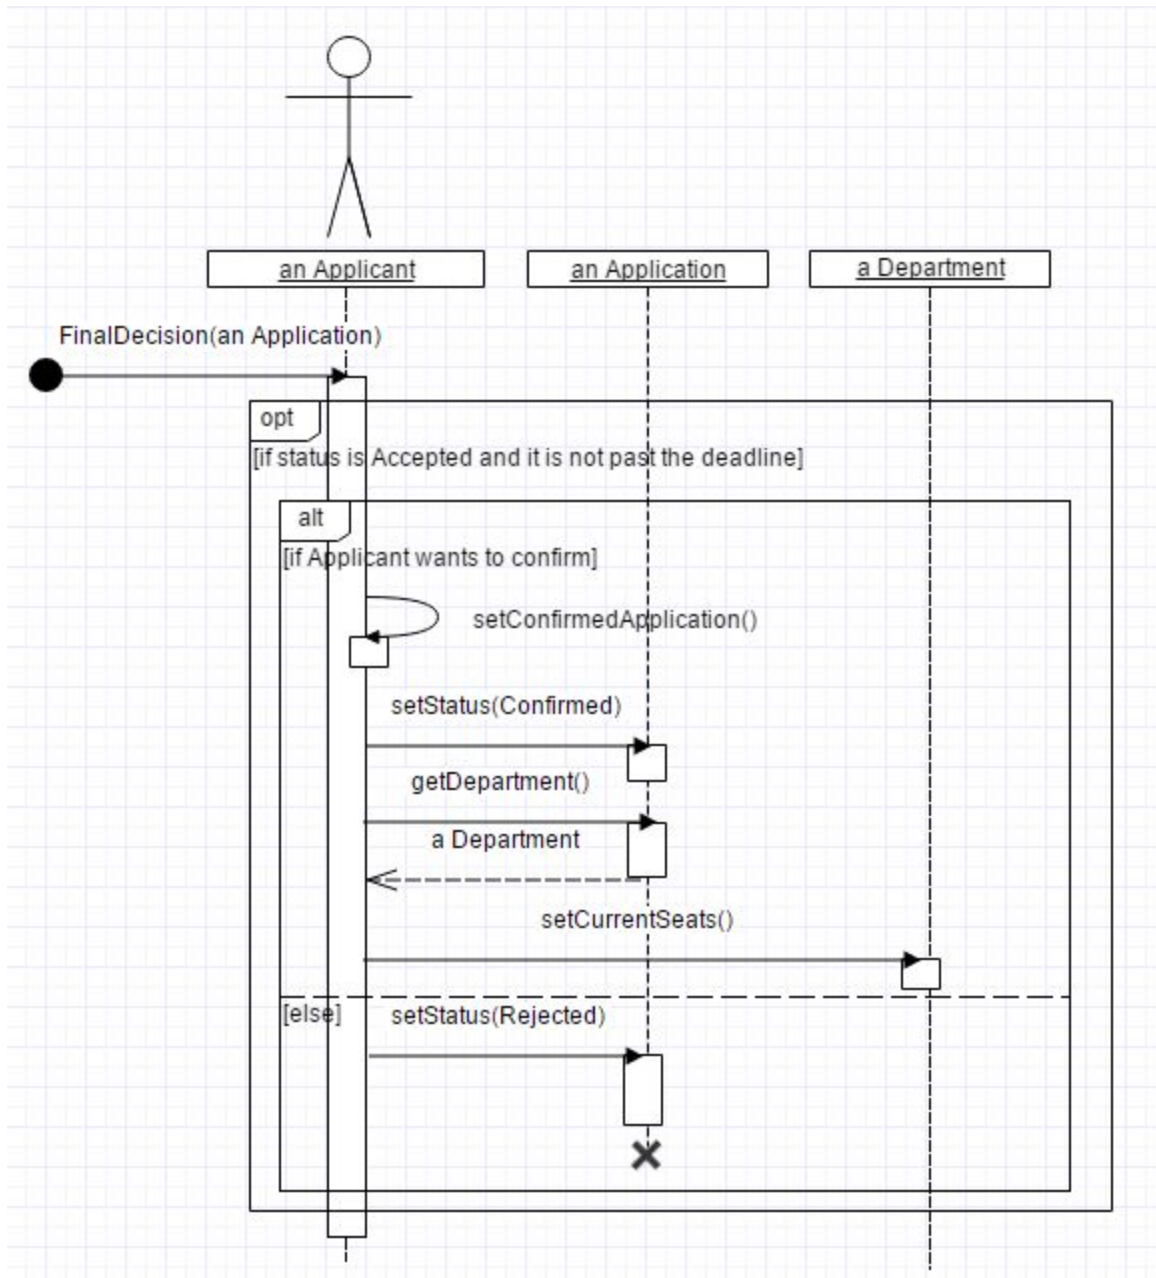 an Applicant
an Application
a Department
FinalDecision(an Application)
opt
[if status is Accepted and it is not past the deadline]
alt
[if Applicant wants to confirm]
setConfirmedApplication()
setStatus(Confirmed)
getDepartment()
a Department
setCurrentSeats()
[else]
setStatus(Rejected)